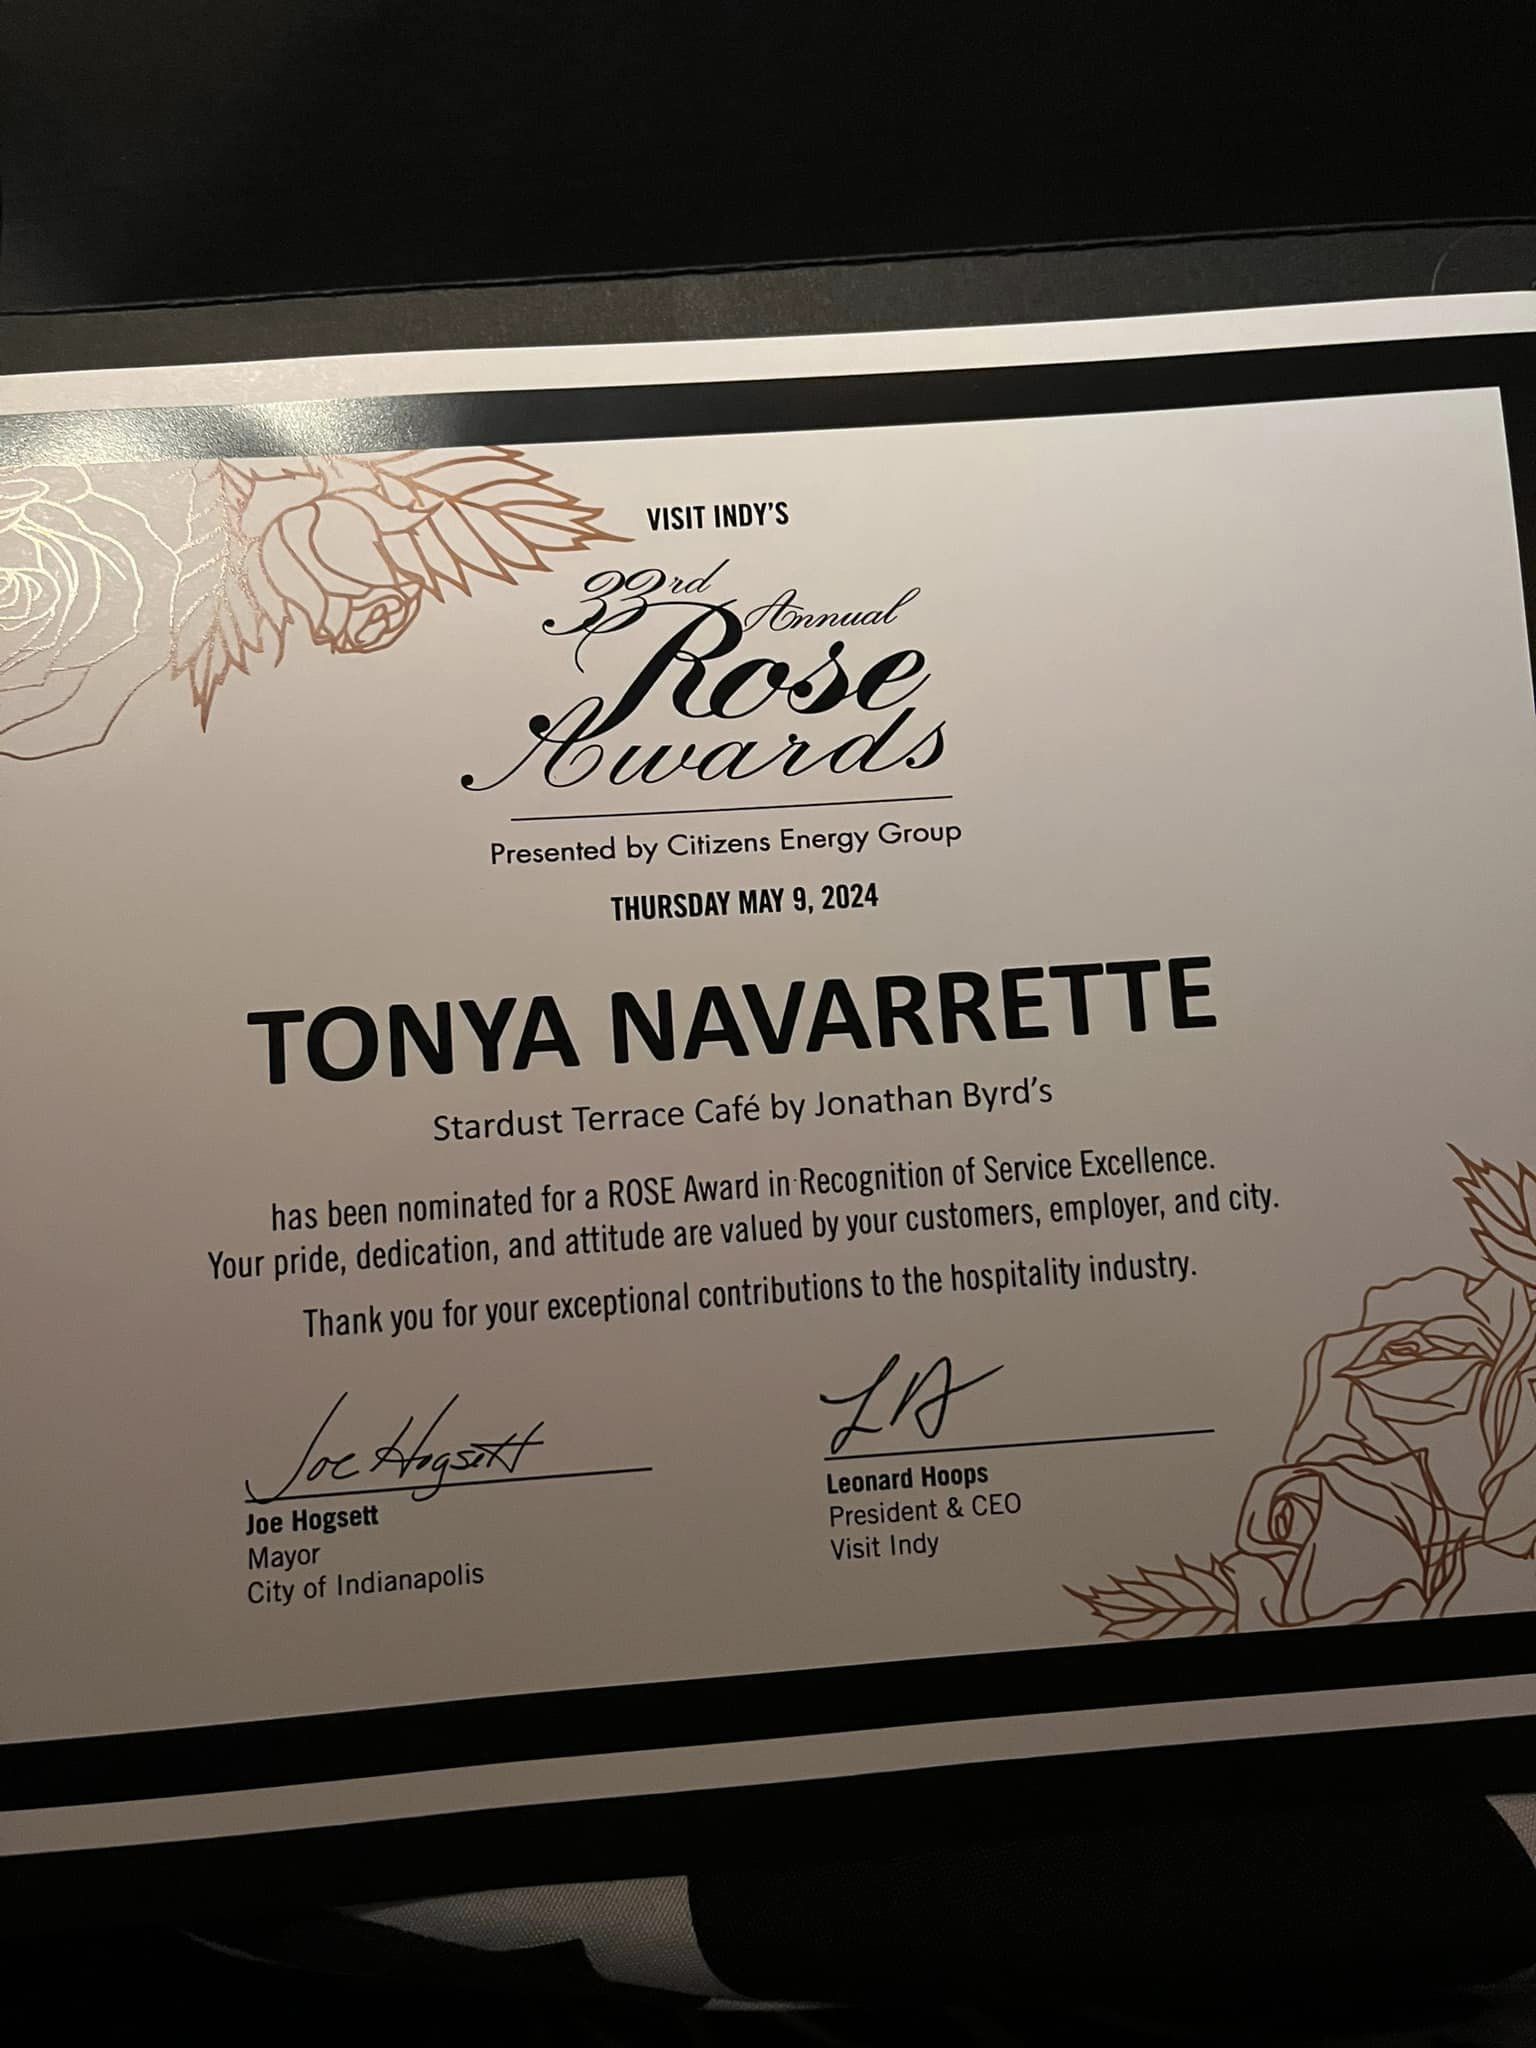 VISIT INDY'S
33rd Annual
Rose
Awards
Presented by Citizens Energy Group
THURSDAY MAY 9, 2024
TONYA NAVARRETTE
Stardust Terrace Café by Jonathan Byrd's
has been nominated for a ROSE Award in Recognition of Service Excellence.
Your pride, dedication, and attitude are valued by your customers, employer, and city.
Thank you for your exceptional contributions to the hospitality industry.
Joe Hogsett
Joe Hogsett
Mayor
City of Indianapolis
LH
Leonard Hoops
President & CEO
Visit Indy